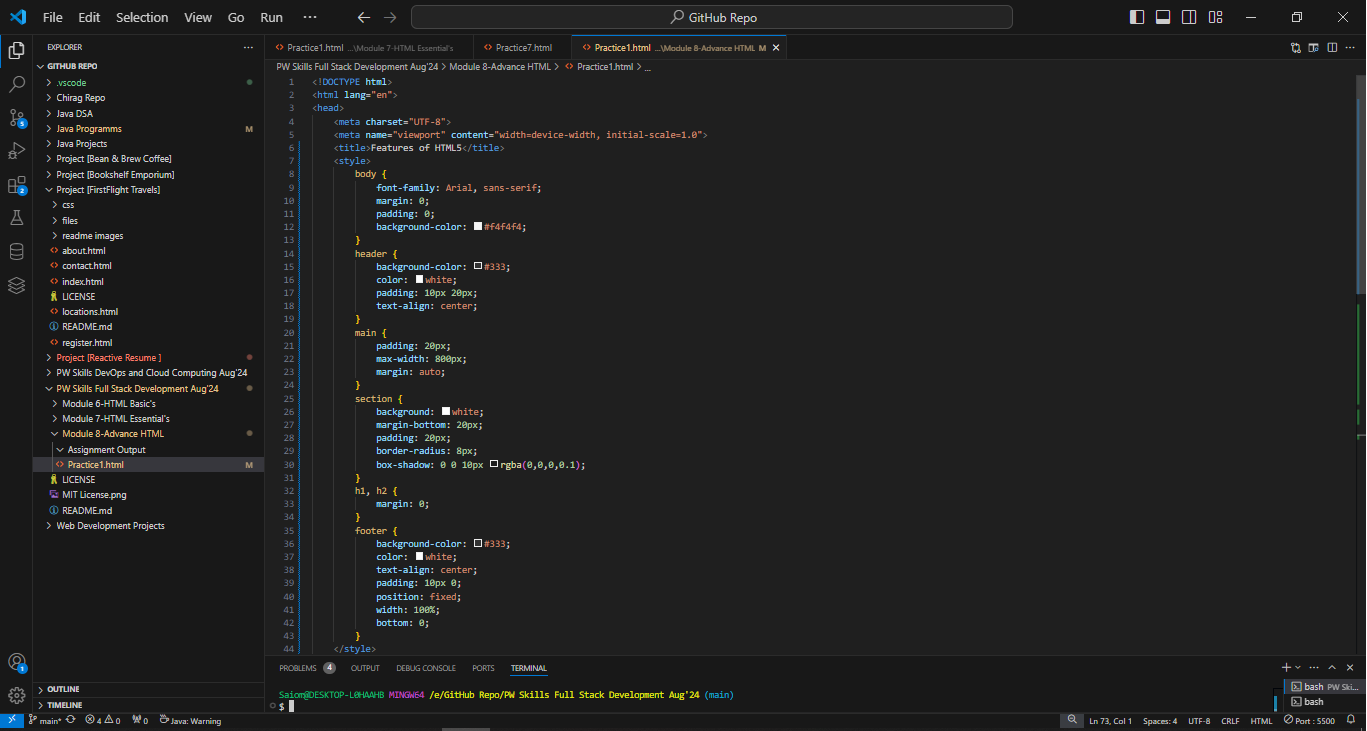 File Edit Selection View Go Run ··· GitHub Repo
EXPLORER ···
GITHUB REPO
.vscode
Chirag Repo
Java DSA
Java Programms M
Java Projects
Project [Bean & Brew Coffee]
Project [Bookshelf Emporium]
Project [FirstFlight Travels]
css
files
readme images
about.html
contact.html
index.html
LICENSE
locations.html
README.md
register.html
Project [Reactive Resume ]
PW Skills DevOps and Cloud Computing Aug'24
PW Skills Full Stack Development Aug'24
Module 6-HTML Basic's
Module 7-HTML Essential's
Module 8-Advance HTML
Assignment Output
Practice1.html M
LICENSE
MIT License.png
README.md
Web Development Projects
OUTLINE
TIMELINE
5
2
1
Practice1.html ...\Module 7-HTML Essential's Practice7.html Practice1.html ...\Module 8-Advance HTML M
PW Skills Full Stack Development Aug'24 > Module 8-Advance HTML > Practice1.html > ...
1 <!DOCTYPE html>
2 <html lang="en">
3 <head>
4 <meta charset="UTF-8">
5 <meta name="viewport" content="width=device-width, initial-scale=1.0">
6 <title>Features of HTML5</title>
7 <style>
8 body {
9 font-family: Arial, sans-serif;
10 margin: 0;
11 padding: 0;
12 background-color: #f4f4f4;
13 }
14 header {
15 background-color: #333;
16 color: white;
17 padding: 10px 20px;
18 text-align: center;
19 }
20 main {
21 padding: 20px;
22 max-width: 800px;
23 margin: auto;
24 }
25 section {
26 background: white;
27 margin-bottom: 20px;
28 padding: 20px;
29 border-radius: 8px;
30 box-shadow: 0 0 10px rgba(0,0,0,0.1);
31 }
32 h1, h2 {
33 margin: 0;
34 }
35 footer {
36 background-color: #333;
37 color: white;
38 text-align: center;
39 padding: 10px 0;
40 position: fixed;
41 width: 100%;
42 bottom: 0;
43 }
44 </style>
PROBLEMS 4 OUTPUT DEBUG CONSOLE PORTS TERMINAL
Saiom@DESKTOP-L0HAAHB MINGW64 /e/GitHub Repo/PW Skills Full Stack Development Aug'24 (main)
$
bash PW Ski...
bash
main* 4 0 0 Java: Warning Ln 73, Col 1 Spaces: 4 UTF-8 CRLF HTML Port : 5500